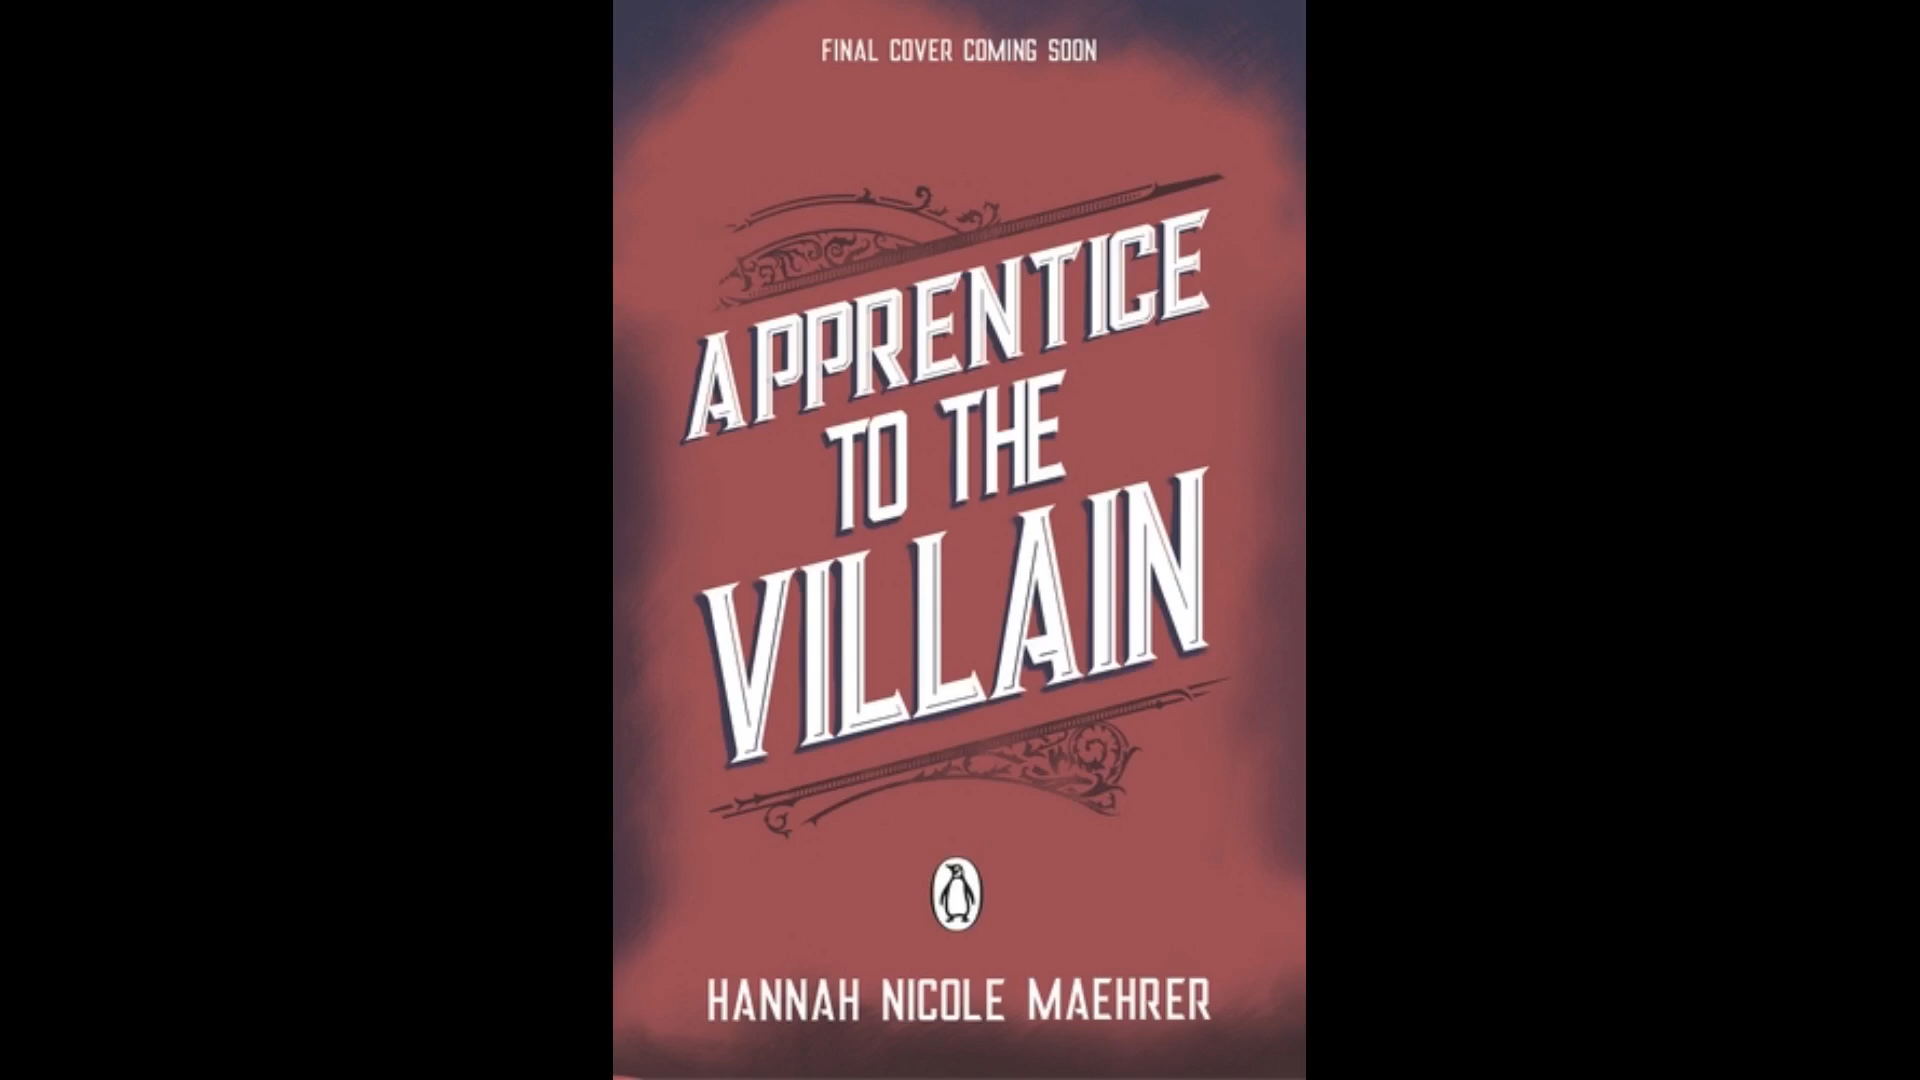 FINAL COVER COMING SOON
APPRENTICE
TO THE
VILLAIN
HANNAH NICOLE MAEHRER